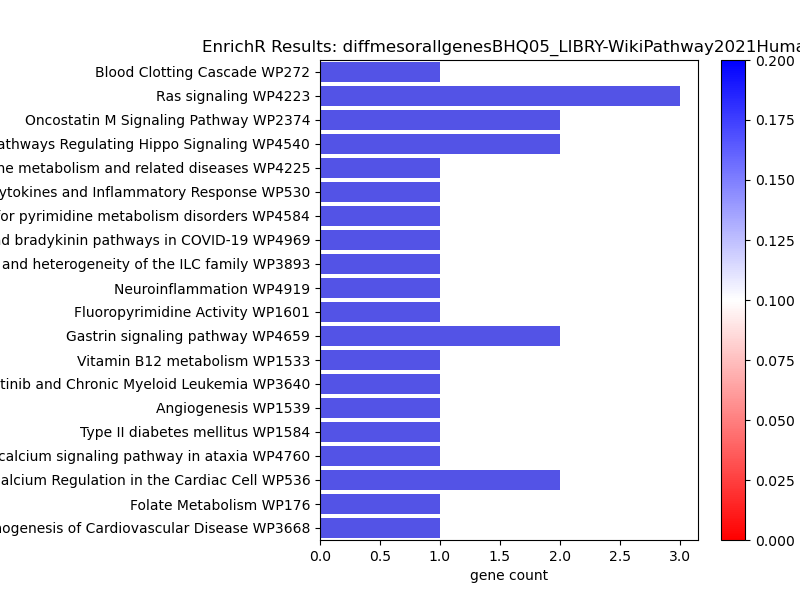 EnrichR Results: diffmesorallgenesBHQ05_LIBRY-WikiPathway2021Huma
Blood Clotting Cascade WP272
Ras signaling WP4223
Oncostatin M Signaling Pathway WP2374
athways Regulating Hippo Signaling WP4540
ne metabolism and related diseases WP4225
ytokines and Inflammatory Response WP530
for pyrimidine metabolism disorders WP4584
d bradykinin pathways in COVID-19 WP4969
and heterogeneity of the ILC family WP3893
Neuroinflammation WP4919
Fluoropyrimidine Activity WP1601
Gastrin signaling pathway WP4659
Vitamin B12 metabolism WP1533
tinib and Chronic Myeloid Leukemia WP3640
Angiogenesis WP1539
Type II diabetes mellitus WP1584
calcium signaling pathway in ataxia WP4760
alcium Regulation in the Cardiac Cell WP536
Folate Metabolism WP176
nogenesis of Cardiovascular Disease WP3668
0.0 0.5 1.0 1.5 2.0 2.5 3.0
gene count
0.200
0.175
0.150
0.125
0.100
0.075
0.050
0.025
0.000